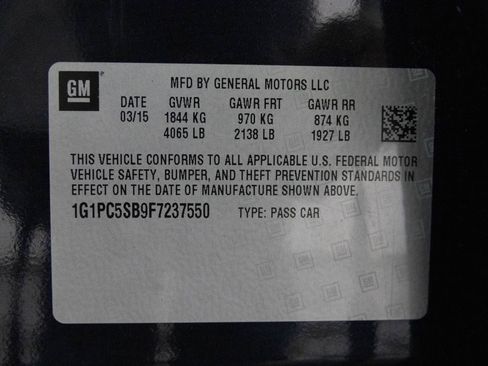 GM
MFD BY GENERAL MOTORS LLC
DATE GVWR GAWR FRT GAWR RR
03/15 1844 KG 970 KG 874 KG
4065 LB 2138 LB 1927 LB
THIS VEHICLE CONFORMS TO ALL APPLICABLE U.S. FEDERAL MOTOR
VEHICLE SAFETY, BUMPER, AND THEFT PREVENTION STANDARDS IN
EFFECT ON THE DATE OF MANUFACTURE SHOWN ABOVE.
1G1PC5SB9F7237550 TYPE: PASS CAR